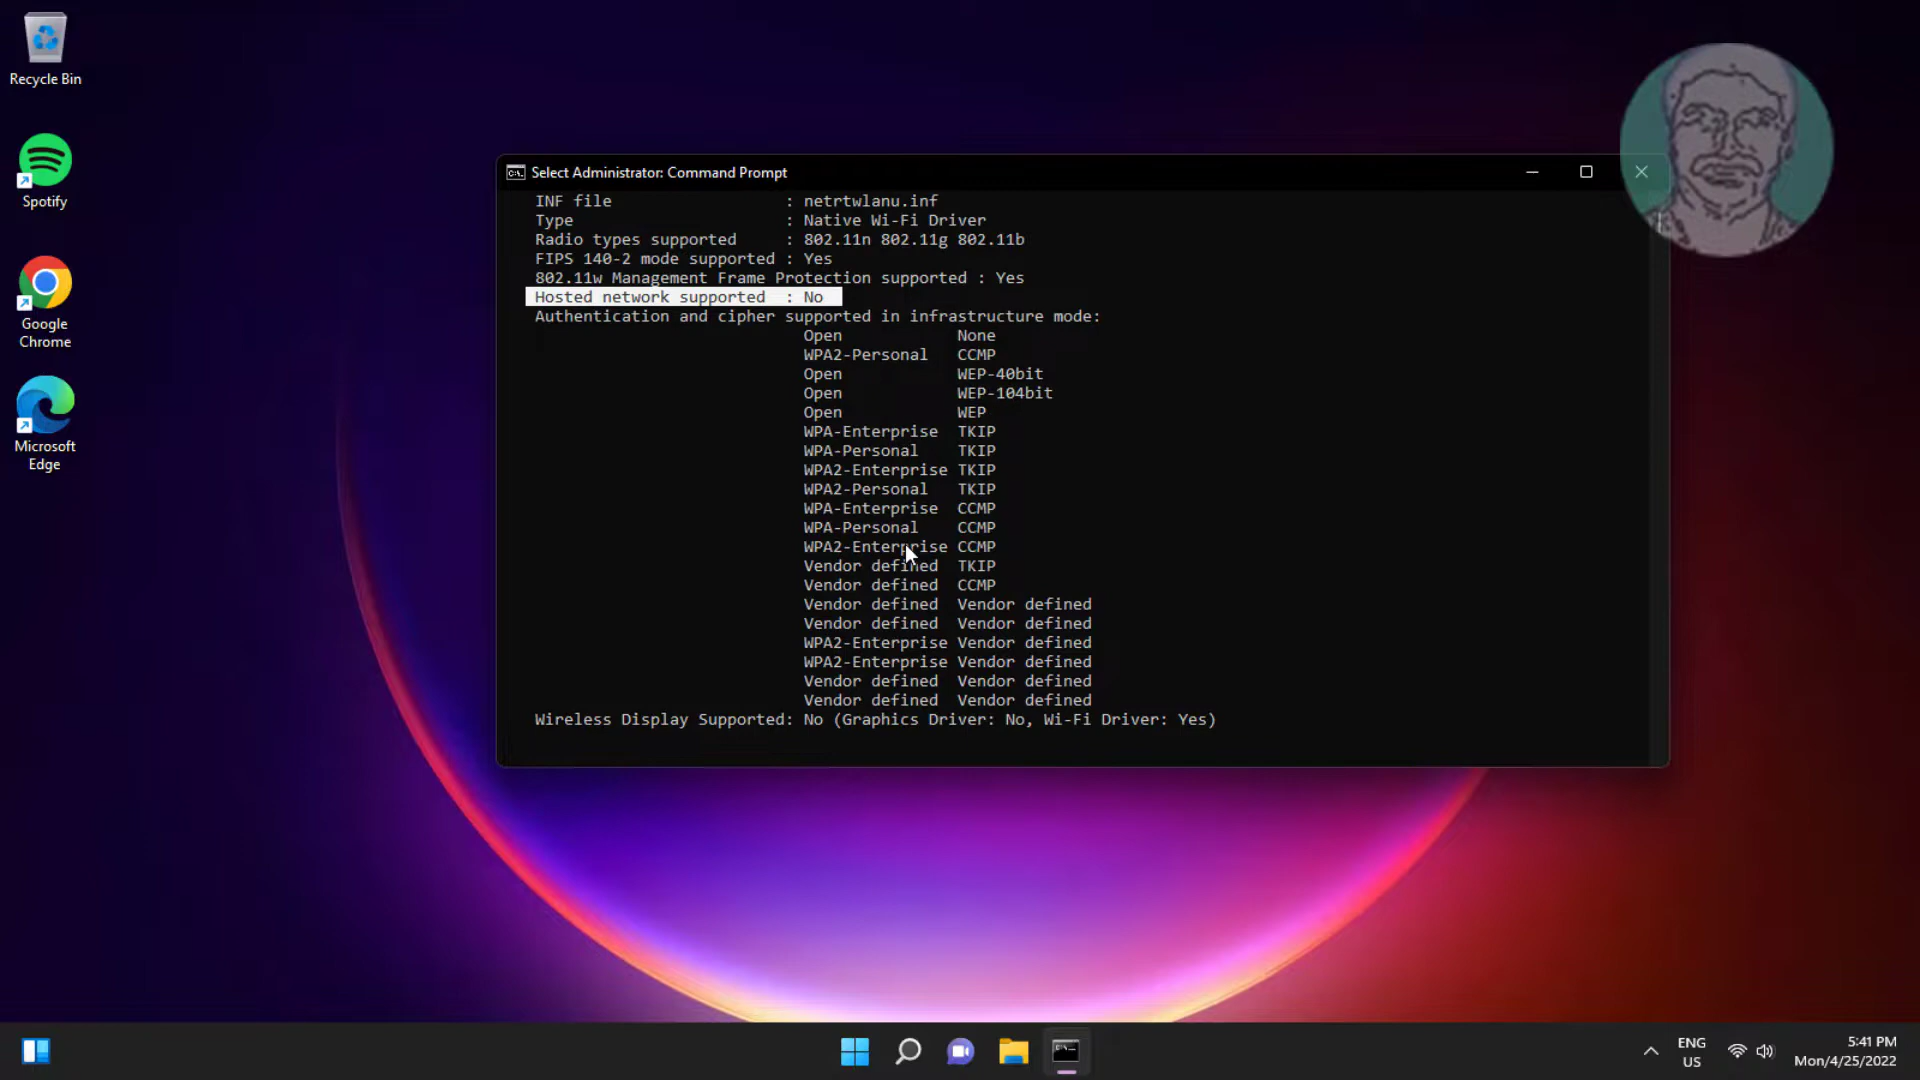 Recycle Bin
Spotify
Google
Chrome
Microsoft
Edge
Select Administrator: Command Prompt
INF file : netrtwlanu.inf
Type : Native Wi-Fi Driver
Radio types supported : 802.11n 802.11g 802.11b
FIPS 140-2 mode supported : Yes
802.11w Management Frame Protection supported : Yes
Hosted network supported : No
Authentication and cipher supported in infrastructure mode:
Open None
WPA2-Personal CCMP
Open WEP-40bit
Open WEP-104bit
Open WEP
WPA-Enterprise TKIP
WPA-Personal TKIP
WPA2-Enterprise TKIP
WPA2-Personal TKIP
WPA-Enterprise CCMP
WPA-Personal CCMP
WPA2-Enterprise CCMP
Vendor defined TKIP
Vendor defined CCMP
Vendor defined Vendor defined
Vendor defined Vendor defined
WPA2-Enterprise Vendor defined
WPA2-Enterprise Vendor defined
Vendor defined Vendor defined
Vendor defined Vendor defined
Wireless Display Supported: No (Graphics Driver: No, Wi-Fi Driver: Yes)
ENG
US
5:41 PM
Mon/4/25/2022